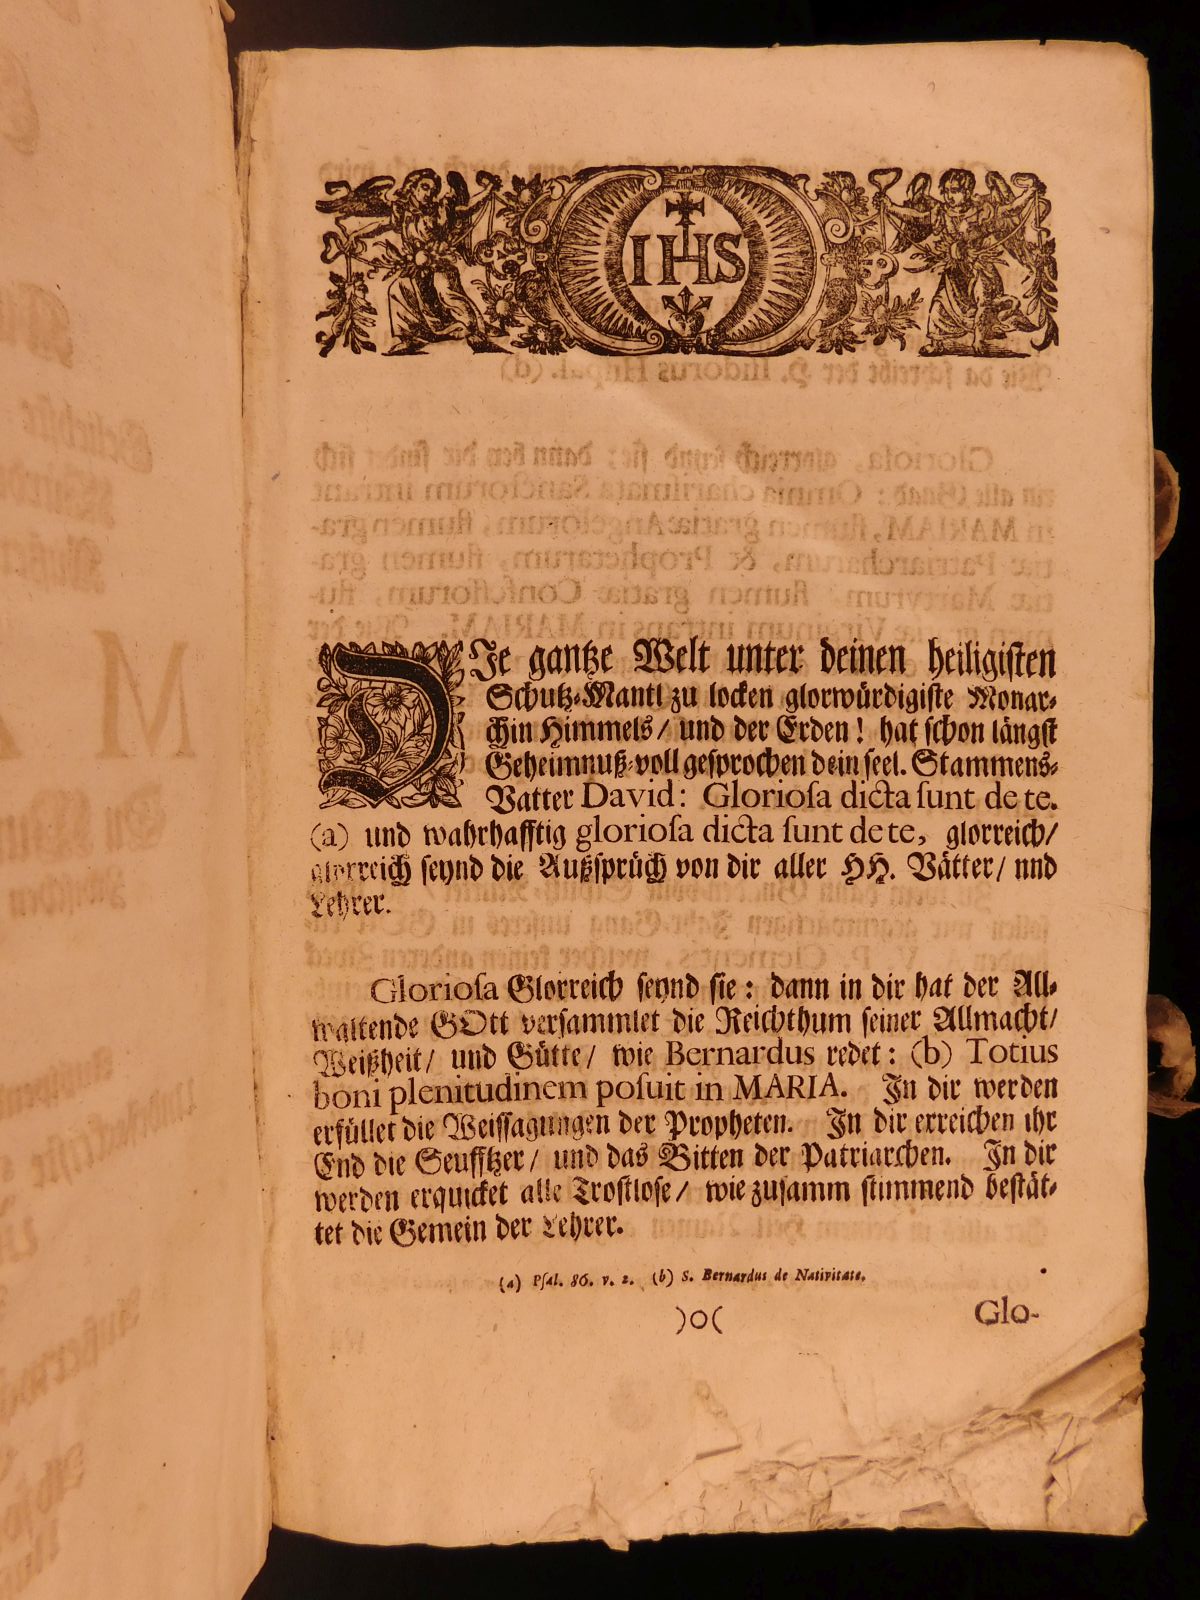 IHS
DIe gantze Welt unter deinen heiligisten
Schutz-Mantl zu locken glorwürdigiste Monar-
chin Himmels/ und der Erden! hat schon längst
Geheimnuß-voll gesprochen dein seel. Stammens-
Vatter David: Gloriosa dicta sunt de te.
(a) und wahrhafftig gloriosa dicta sunt de te, glorreich/
glorreich seynd die Außsprüch von dir aller HH. Vätter/ und
Lehrer.
Gloriosa Glorreich seynd sie: dann in dir hat der All-
waltende GOtt versammlet die Reichthum seiner Allmacht/
Weißheit/ und Gütte/ wie Bernardus redet: (b) Totius
boni plenitudinem posuit in MARIA. In dir werden
erfüllet die Weissagungen der Propheten. In dir erreichen ihr
End die Seufftzer/ und das Bitten der Patriarchen. In dir
werden erquicket alle Trostlose/ wie zusamm stimmend bestät-
tet die Gemein der Lehrer.
(a) Psal. 86. v. 2. (b) S. Bernardus de Nativitate.
)o(
Glo-